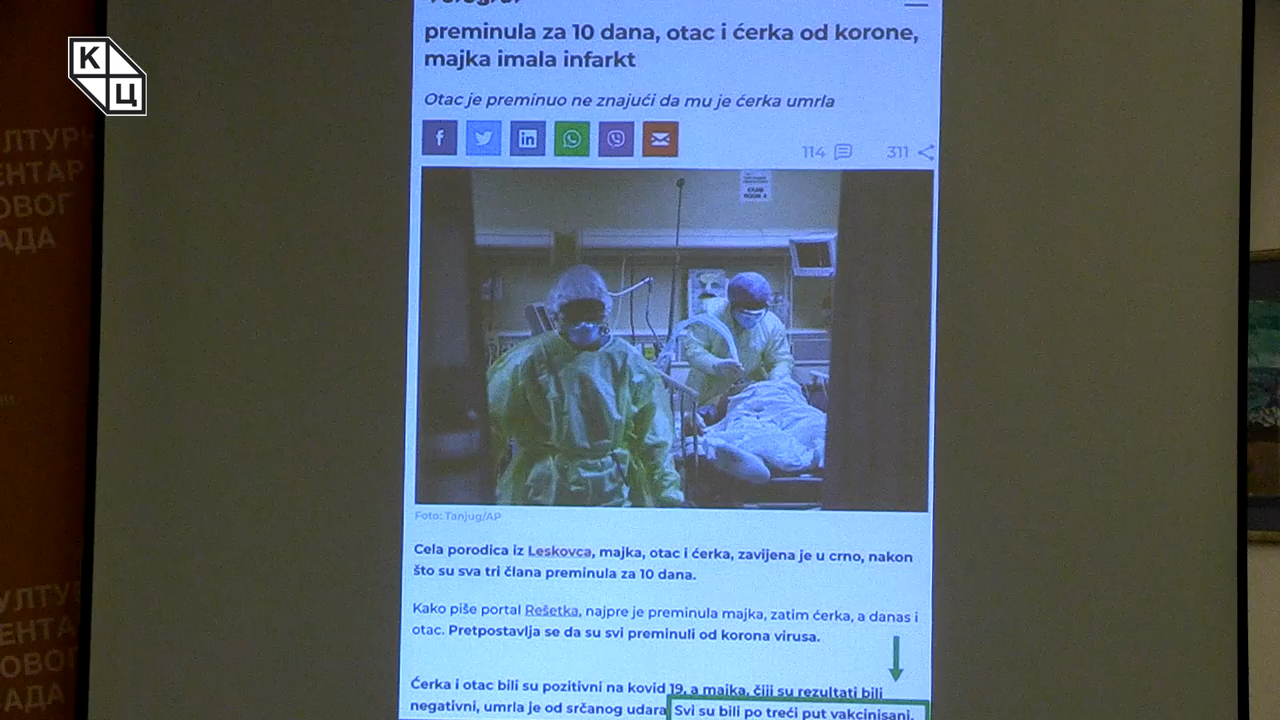 К
Ц
preminula za 10 dana, otac i ćerka od korone,
majka imala infarkt
Otac je preminuo ne znajući da mu je ćerka umrla
114
311
Foto: Tanjug/AP
Cela porodica iz Leskovca, majka, otac i ćerka, zavijena je u crno, nakon
što su sva tri člana preminula za 10 dana.
Kako piše portal Rešetka, najpre je preminula majka, zatim ćerka, a danas i
otac. Pretpostavlja se da su svi preminuli od korona virusa.
Ćerka i otac bili su pozitivni na kovid 19, a majka, čiji su rezultati bili
negativni, umrla je od srčanog udara. Svi su bili po treći put vakcinisani.